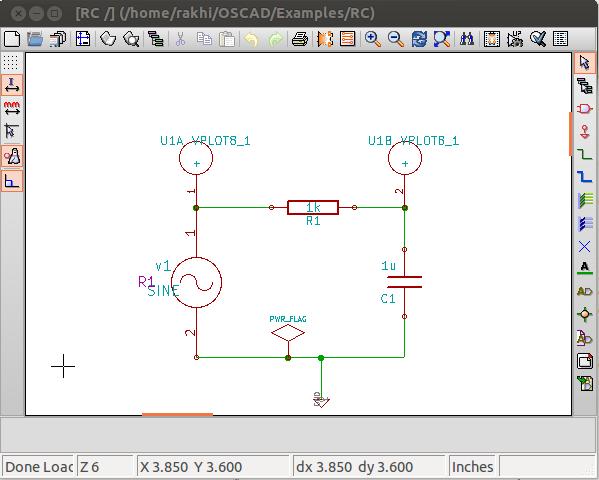 [RC /] (/home/rakhi/OSCAD/Examples/RC)
U1A VPLOT8_1
U1B VPLOT8_1
1
2
1k
R1
1
v1
R1
SINE
1u
C1
PWR_FLAG
2
GND
Done Loac
Z 6
X 3.850 Y 3.600
dx 3.850 dy 3.600
Inches